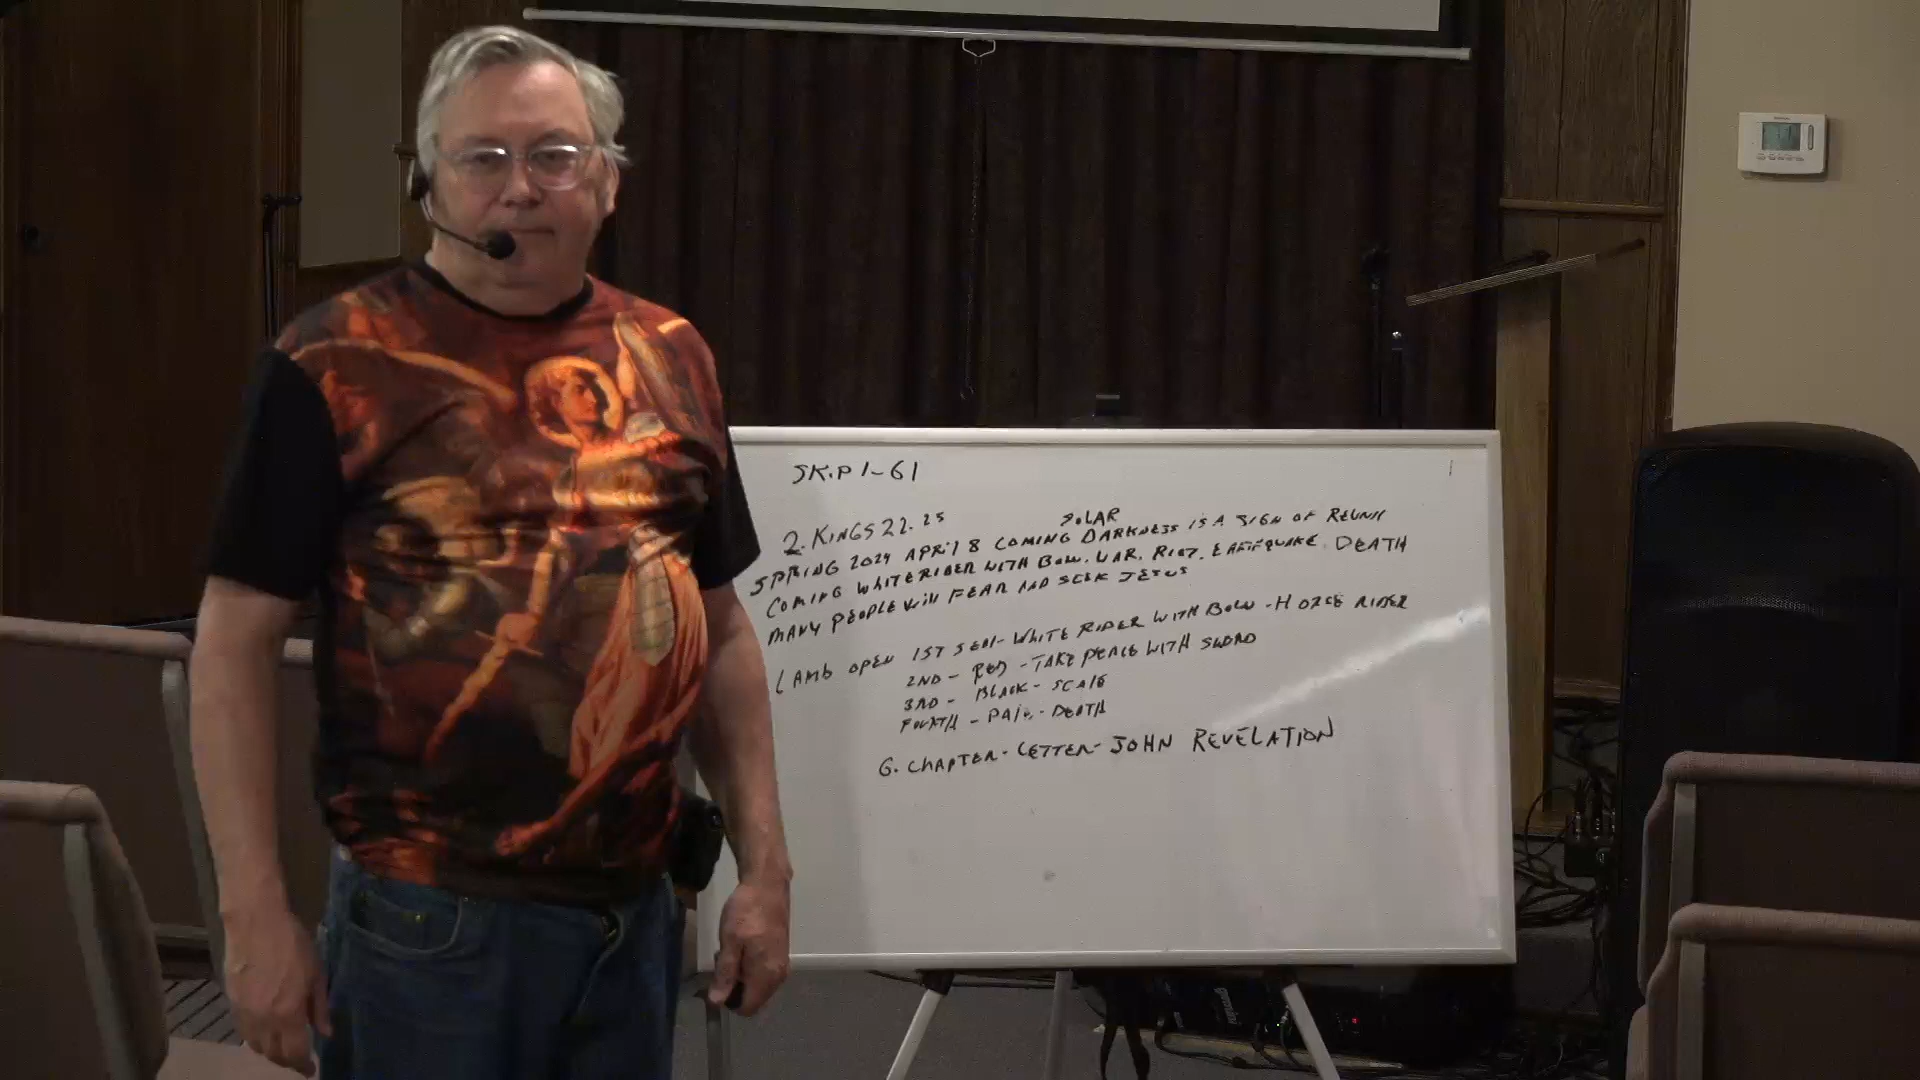 SKIP 1-61
2. KINGS 22. 25
SOLAR
SPRING 2024 APRIL 8 COMING DARKNESS IS A SIGN OF
COMING WHITE RIDER WITH BOW. WAR. RIOT. EARTHQUAKE. DEATH
MANY PEOPLE WILL FEAR AND SEEK JESUS
LAMB OPEN 1ST SEAL - WHITE RIDER WITH BOW - HORSE RIDER
2ND - RED - TAKE PEACE WITH SWORD
3RD - BLACK - SCALE
FOURTH - PALE - DEATH
6. CHAPTER - LETTER - JOHN REVELATION